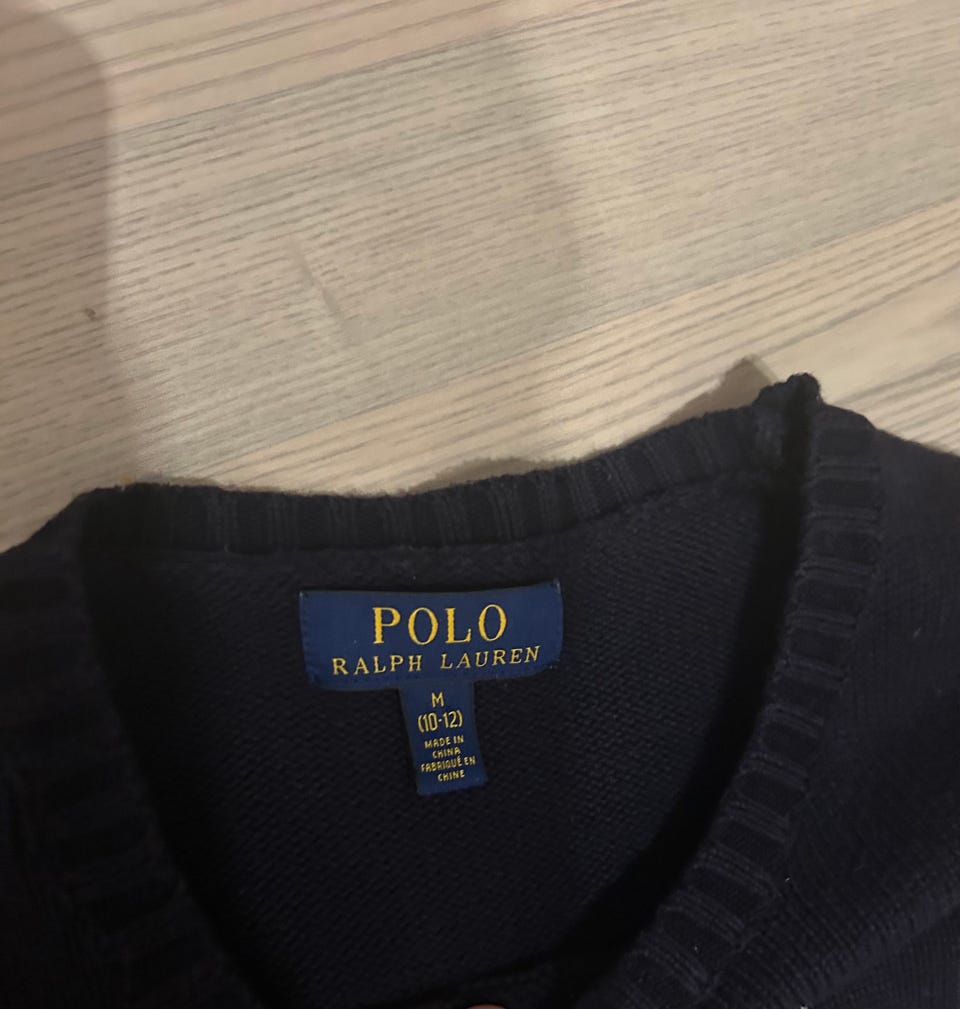 POLO
RALPH LAUREN
M
(10-12)
MADE IN
CHINA
FABRIQUÉ EN
CHINE